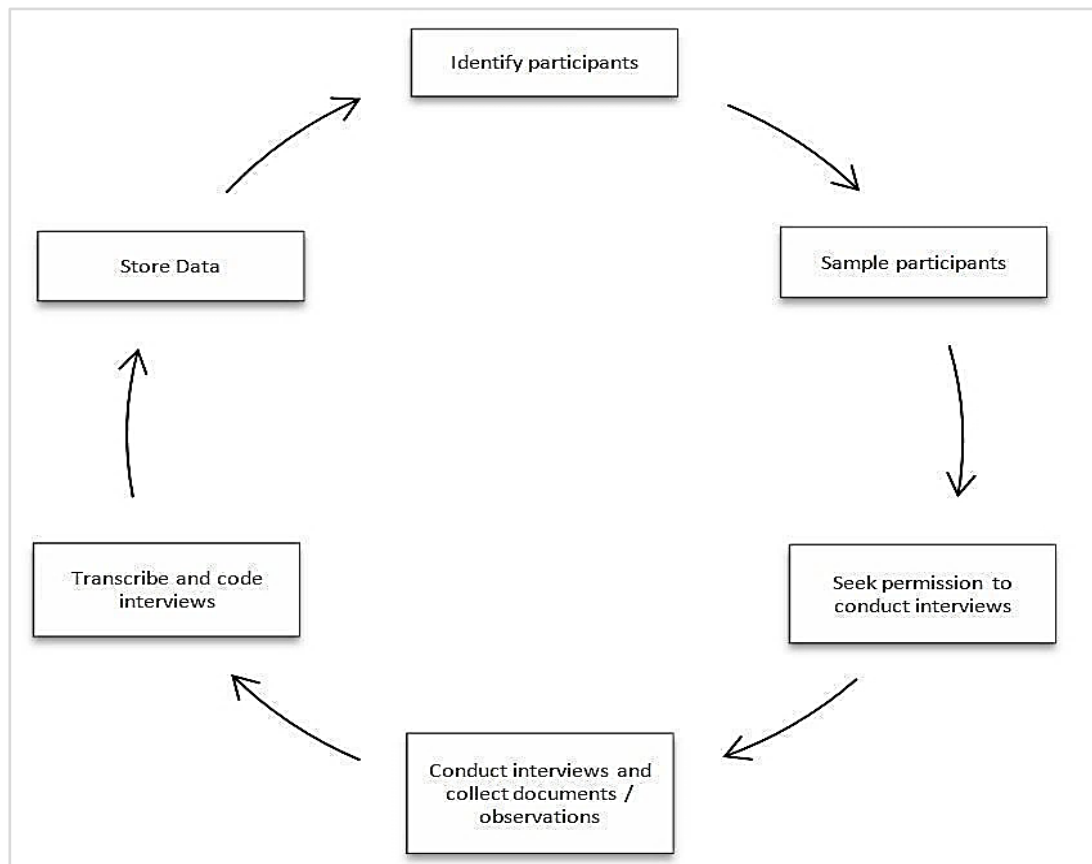 Identify participants
Sample participants
Seek permission to
conduct interviews
Conduct interviews and
collect documents /
observations
Transcribe and code
interviews
Store Data